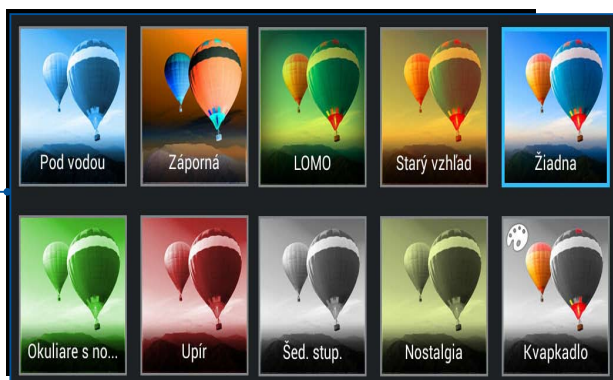 Pod vodou
Záporná
LOMO
Starý vzhľad
Žiadna
Okuliare s no...
Upír
Šed. stup.
Nostalgia
Kvapkadlo